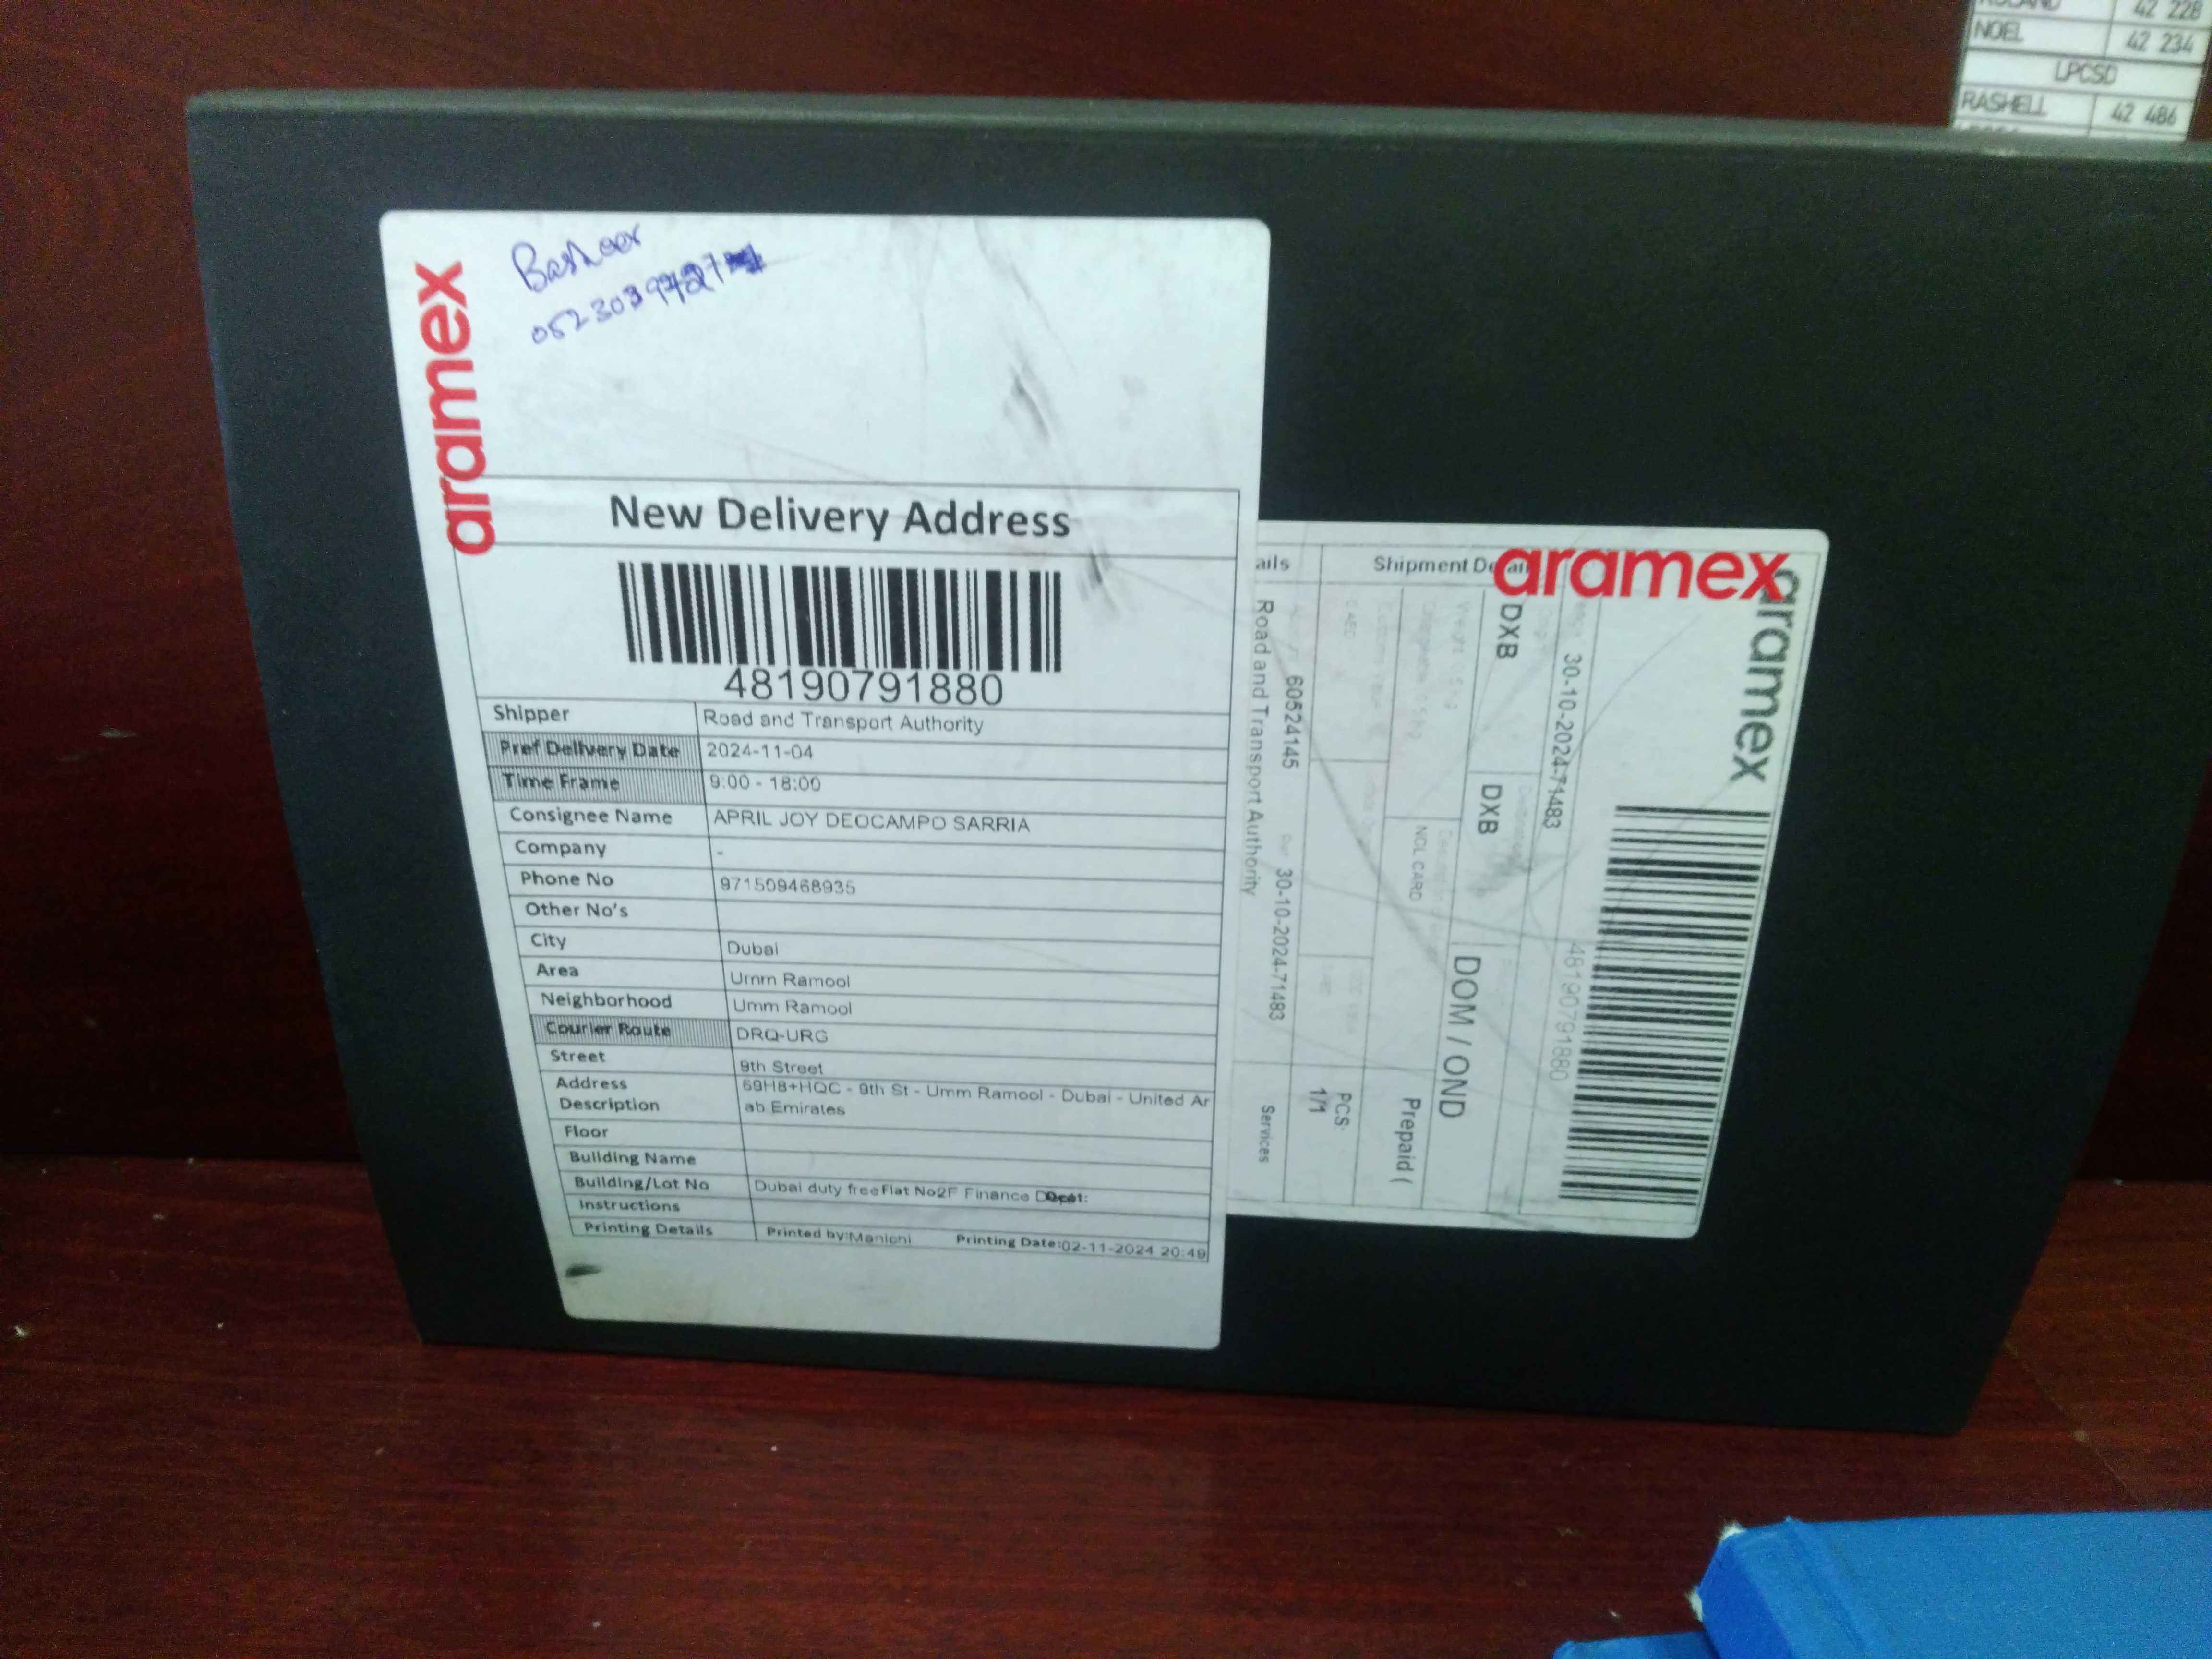 aramex
Basheer
New Delivery Address
48190791880
Shipper Road and Transport Authority
Pref Delivery Date 2024-11-04
Time Frame 9:00 - 18:00
Consignee Name APRIL JOY DEOCAMPO SARRIA
Company -
Phone No 971509468935
Other No's
City Dubai
Area Umm Ramool
Neighborhood Umm Ramool
Courier Route DRQ-URG
Street 9th Street
Address Description 69H8+HQC - 9th St - Umm Ramool - Dubai - United Ar
ab Emirates
Floor
Building Name
Building/Lot No Dubai duty freeFlat No2F Finance Dept:
Instructions
Printing Details Printed by:Manichi Printing Date:02-11-2024 20:49
aramex
aramex
48190791880
30-10-2024-71483
DXB DXB DOM / OND
NOL CARD Prepaid (
Shipment Detail
PCS:
1/1
60524145 30-10-2024-71483
ails Road and Transport Authority Services
42 228
NOEL 42 234
LPCSD
RASHELL 42 486